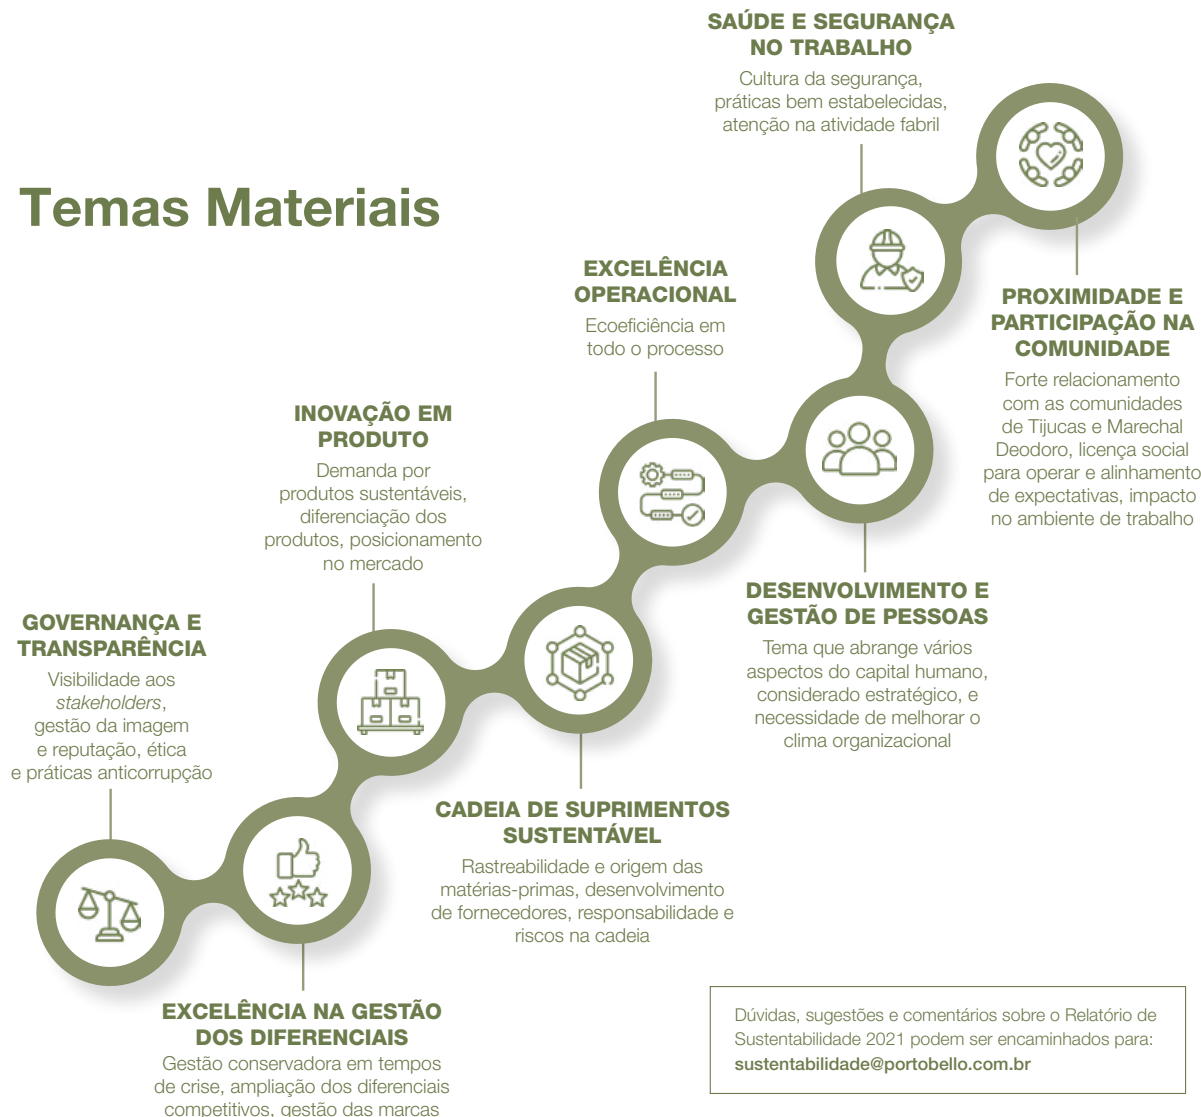 Temas Materiais
GOVERNANÇA E
TRANSPARÊNCIA
Visibilidade aos
stakeholders,
gestão da imagem
e reputação, ética
e práticas anticorrupção
EXCELÊNCIA NA GESTÃO
DOS DIFERENCIAIS
Gestão conservadora em tempos
de crise, ampliação dos diferenciais
competitivos, gestão das marcas
INOVAÇÃO EM
PRODUTO
Demanda por
produtos sustentáveis,
diferenciação dos
produtos, posicionamento
no mercado
CADEIA DE SUPRIMENTOS
SUSTENTÁVEL
Rastreabilidade e origem das
matérias-primas, desenvolvimento
de fornecedores, responsabilidade e
riscos na cadeia
EXCELÊNCIA
OPERACIONAL
Ecoeficiência em
todo o processo
DESENVOLVIMENTO E
GESTÃO DE PESSOAS
Tema que abrange vários
aspectos do capital humano,
considerado estratégico, e
necessidade de melhorar o
clima organizacional
SAÚDE E SEGURANÇA
NO TRABALHO
Cultura da segurança,
práticas bem estabelecidas,
atenção na atividade fabril
PROXIMIDADE E
PARTICIPAÇÃO NA
COMUNIDADE
Forte relacionamento
com as comunidades
de Tijucas e Marechal
Deodoro, licença social
para operar e alinhamento
de expectativas, impacto
no ambiente de trabalho
Dúvidas, sugestões e comentários sobre o Relatório de
Sustentabilidade 2021 podem ser encaminhados para:
sustentabilidade@portobello.com.br